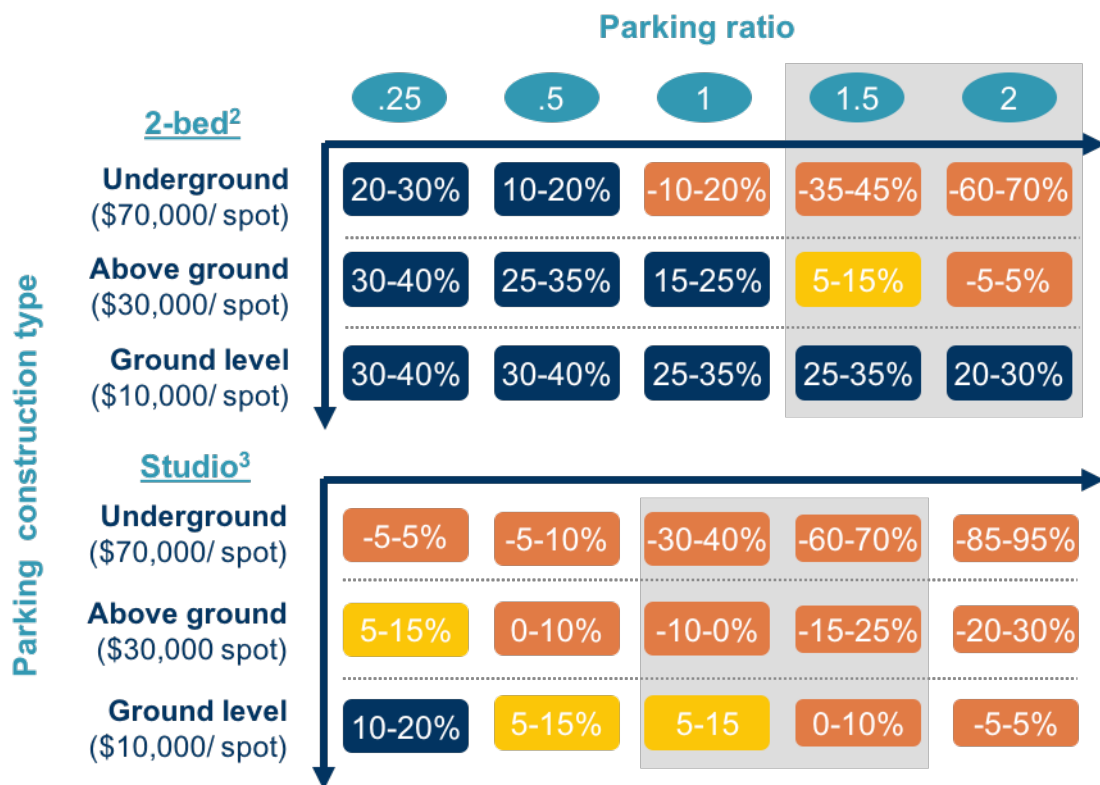 Parking ratio
.25 .5 1 1.5 2
2-bed²
Underground
($70,000/ spot)
20-30% 10-20% -10-20% -35-45% -60-70%
Above ground
($30,000/ spot)
30-40% 25-35% 15-25% 5-15% -5-5%
Ground level
($10,000/ spot)
30-40% 30-40% 25-35% 25-35% 20-30%
Parking construction type
Studio³
Underground
($70,000/ spot)
-5-5% -5-10% -30-40% -60-70% -85-95%
Above ground
($30,000 spot)
5-15% 0-10% -10-0% -15-25% -20-30%
Ground level
($10,000/ spot)
10-20% 5-15% 5-15 0-10% -5-5%